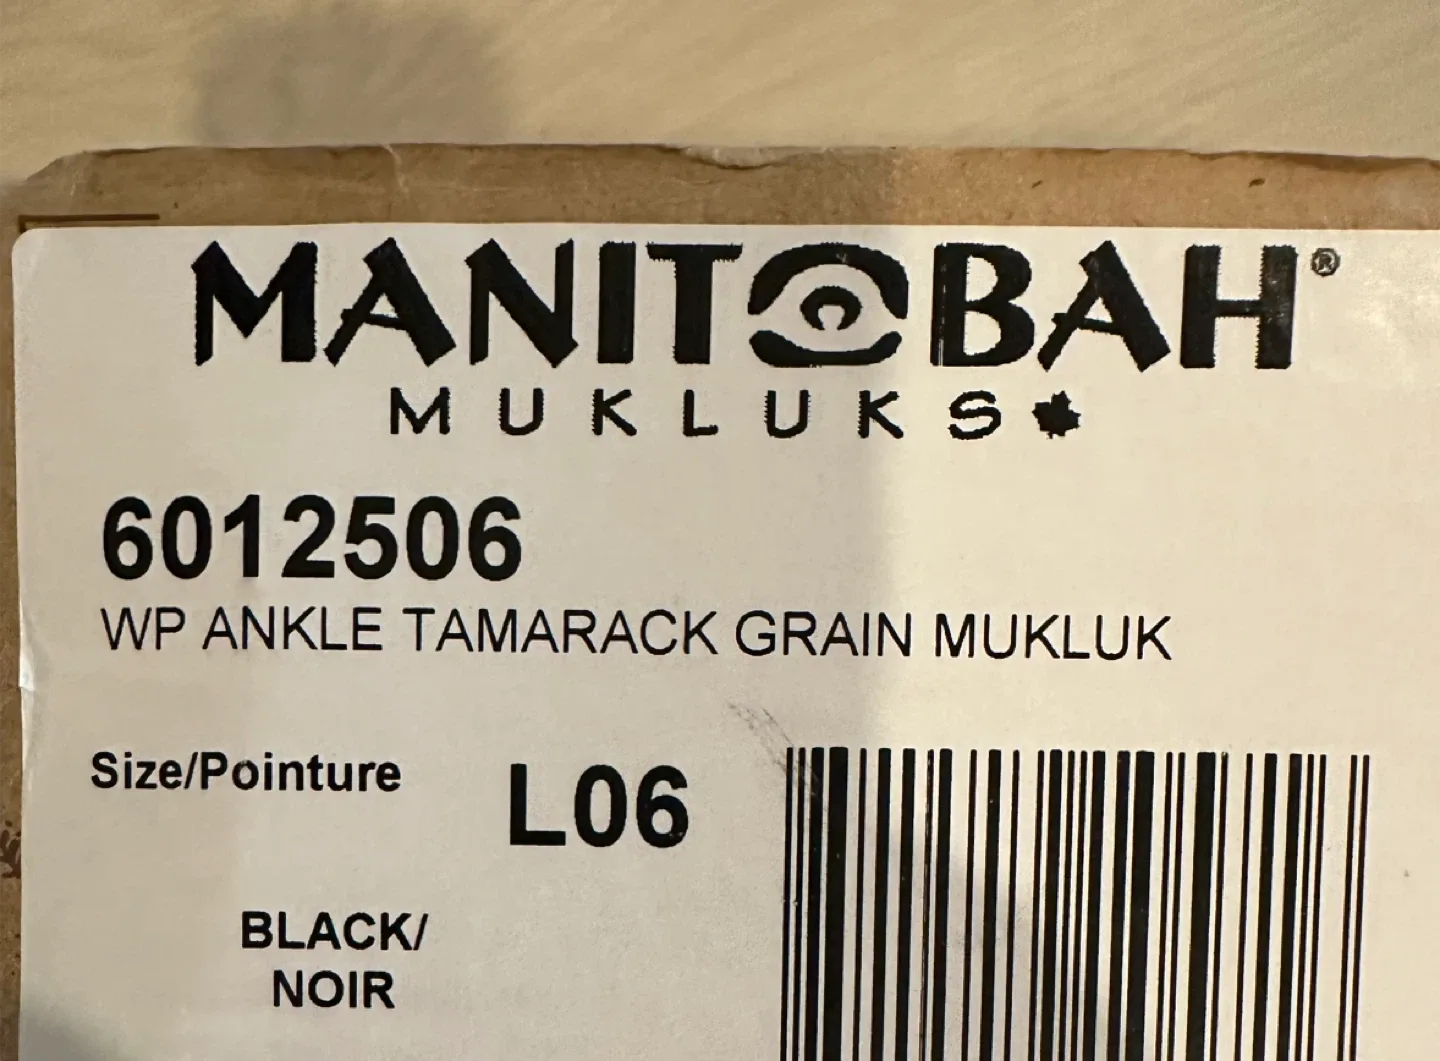 MANITOBAH®
MUKLUKS
6012506
WP ANKLE TAMARACK GRAIN MUKLUK
Size/Pointure L06
BLACK/
NOIR